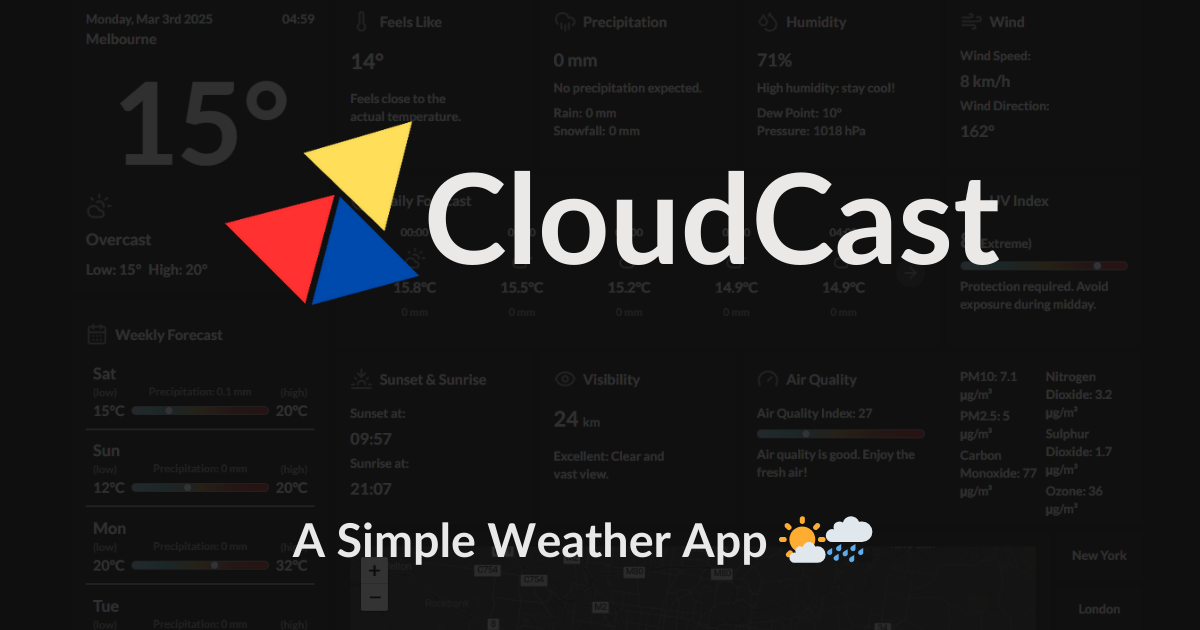 Monday, Mar 3rd 2025
04:59
Melbourne
15°
Overcast
Low: 15° High: 20°
Feels Like
14°
Feels close to the
actual temperature.
Precipitation
0 mm
No precipitation expected.
Rain: 0 mm
Snowfall: 0 mm
Humidity
71%
High humidity: stay cool!
Dew Point: 10°
Pressure: 1018 hPa
Wind
Wind Speed:
8 km/h
Wind Direction:
162°
CloudCast
00:00
15.8°C
15.5°C
15.2°C
14.9°C
14.9°C
0 mm
0 mm
0 mm
0 mm
0 mm
UV Index
(Extreme)
Protection required. Avoid
exposure during midday.
Weekly Forecast
Sat
(low)
Precipitation: 0.1 mm
(high)
15°C
20°C
Sun
(low)
Precipitation: 0 mm
(high)
12°C
20°C
Mon
(low)
Precipitation: 0 mm
(high)
20°C
32°C
Tue
(low)
Precipitation: 0 mm
(high)
Sunset & Sunrise
Sunset at:
09:57
Sunrise at:
21:07
Visibility
24 km
Excellent: Clear and
vast view.
Air Quality
Air Quality Index: 27
Air quality is good. Enjoy the
fresh air!
PM10: 7.1
µg/m³
PM2.5: 5
µg/m³
Carbon
Monoxide: 77
µg/m³
Nitrogen
Dioxide: 3.2
µg/m³
Sulphur
Dioxide: 1.7
µg/m³
Ozone: 36
µg/m³
A Simple Weather App
+
−
C754
C754
M80
M80
M2
8
New York
London